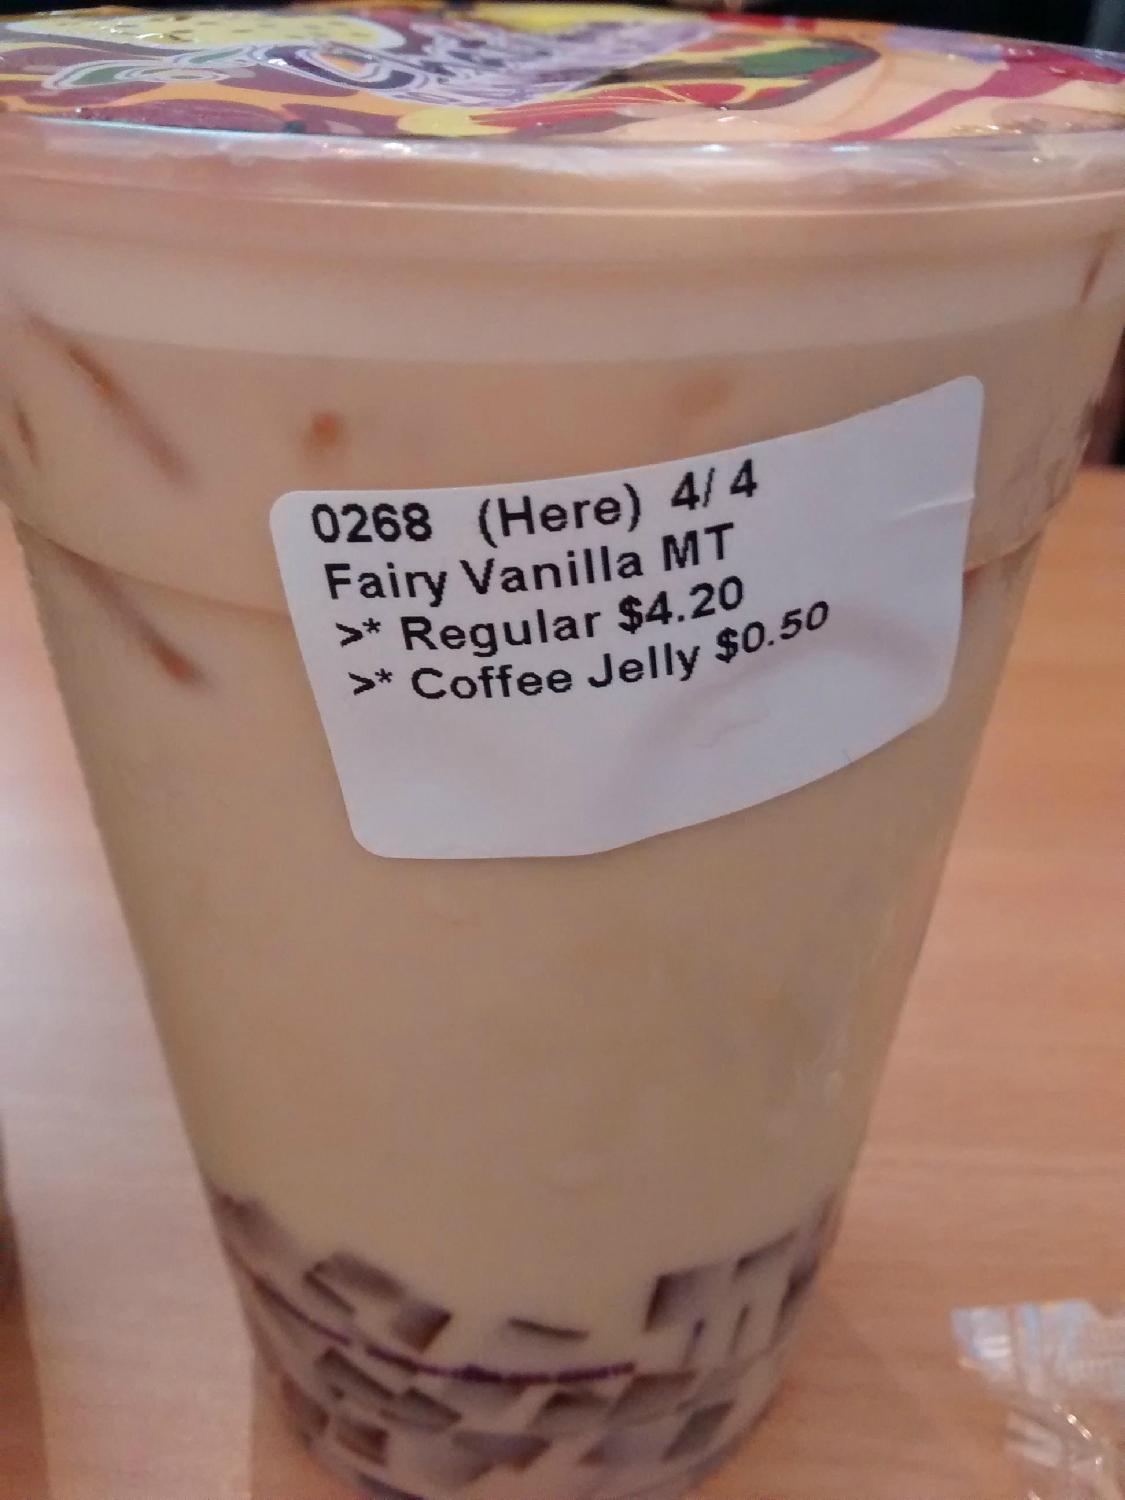 0268 (Here) 4/ 4
Fairy Vanilla MT
>* Regular $4.20
>* Coffee Jelly $0.50